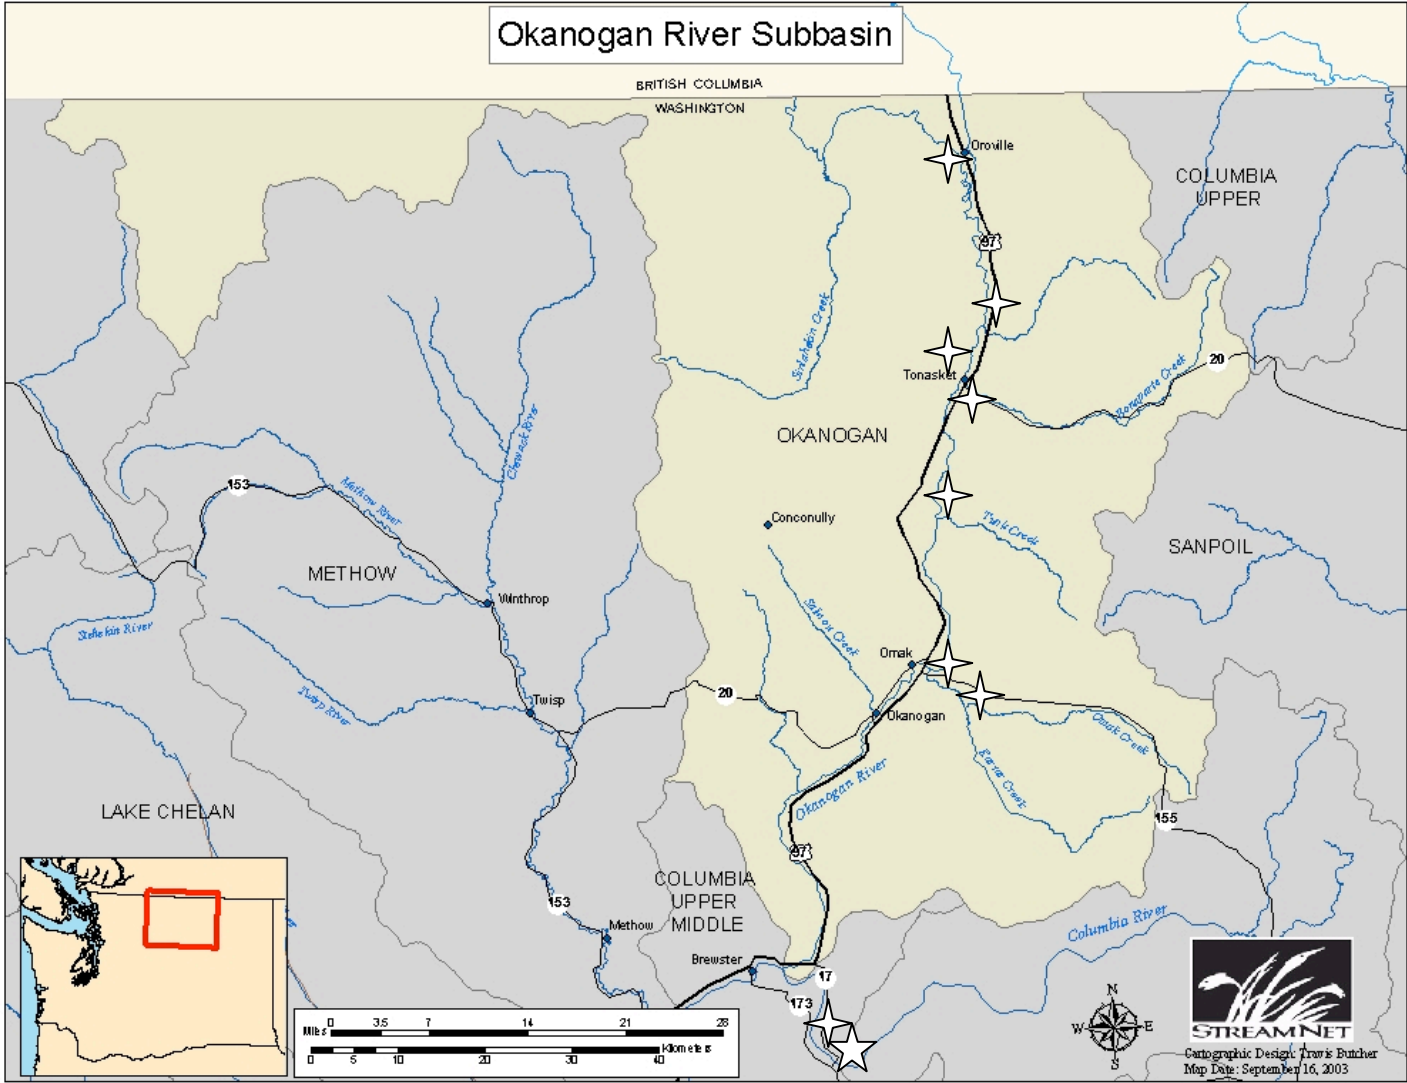 Okanogan River Subbasin
BRITISH COLUMBIA
WASHINGTON
Oroville
COLUMBIA
UPPER
97
Sinlahekin Creek
20
Tonasket
Bonaparte Creek
OKANOGAN
Chewack River
153
Methow River
Conconully
Tunk Creek
SANPOIL
METHOW
Winthrop
Salmon Creek
Stehekin River
Omak
20
Twisp
Twisp River
Okanogan
Omak Creek
Okanogan River
LAKE CHELAN
155
97
COLUMBIA
UPPER
MIDDLE
153
Methow
Columbia River
Brewster
17
173
N
W
E
S
Miles
0 3.5 7 14 21 28
Kilometers
0 5 10 20 30 40
STREAMNET
Cartographic Design: Travis Butcher
Map Date: September 16, 2003